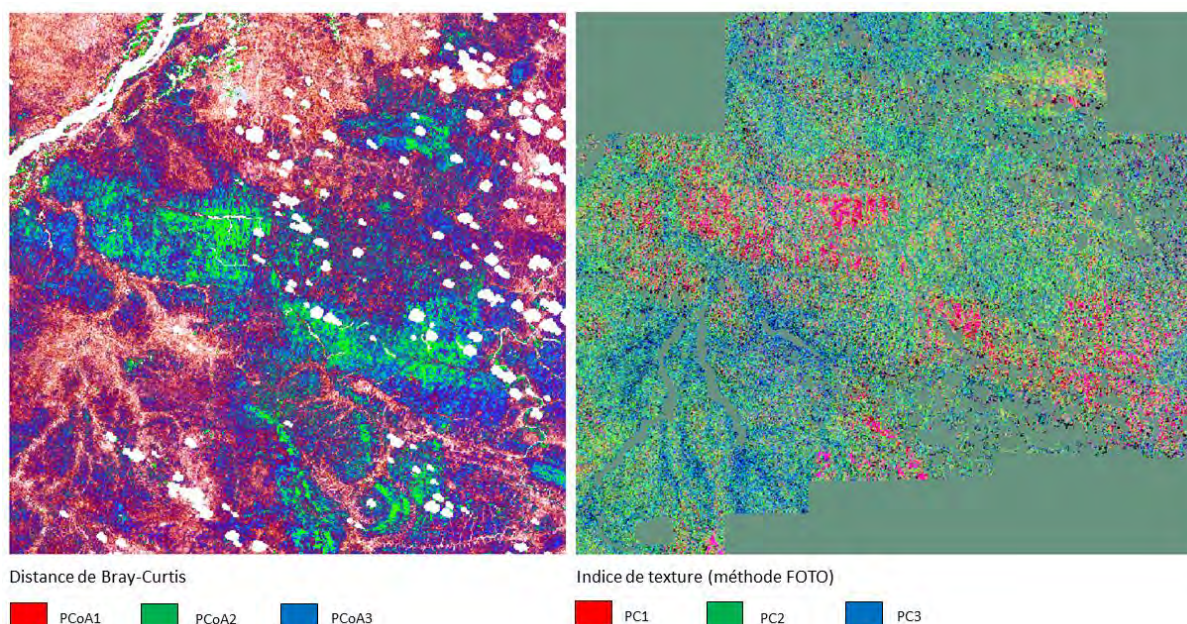 Distance de Bray-Curtis
PCoA1 PCoA2 PCoA3
Indice de texture (méthode FOTO)
PC1 PC2 PC3